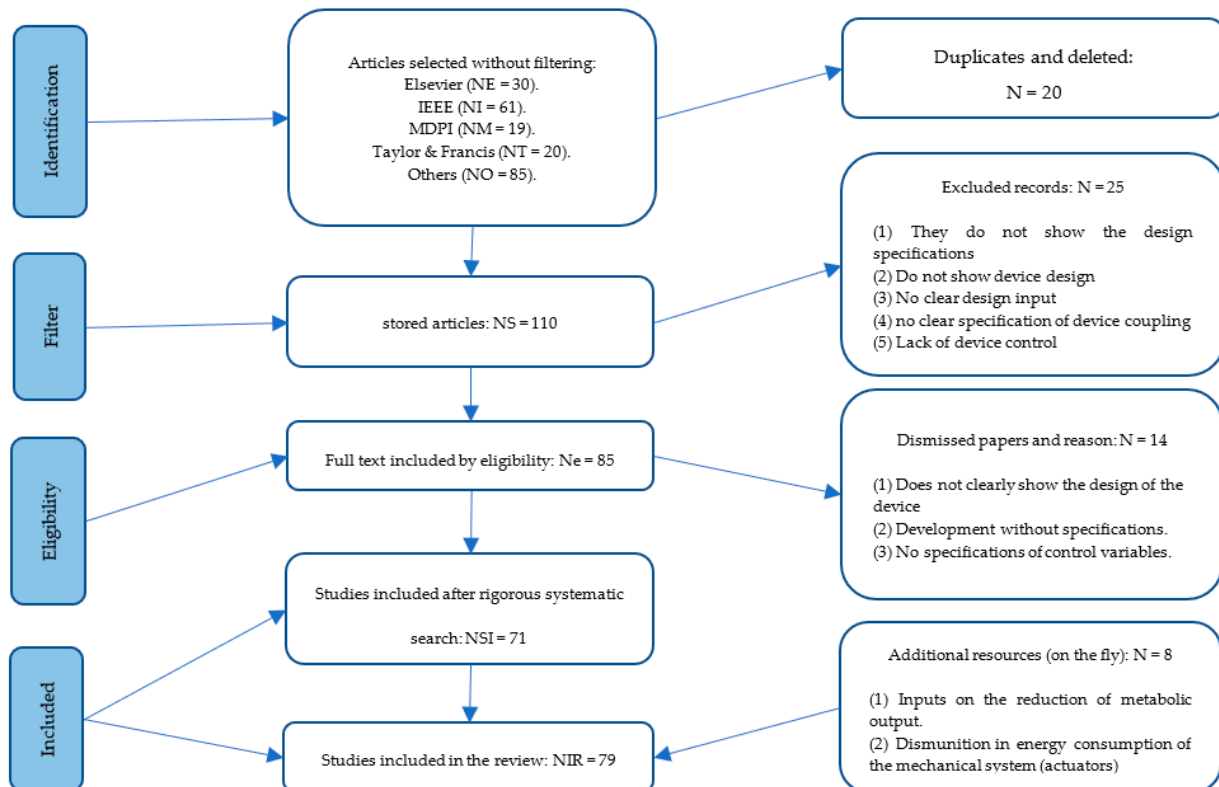 Identification
Articles selected without filtering:
Elsevier (NE = 30).
IEEE (NI = 61).
MDPI (NM = 19).
Taylor & Francis (NT = 20).
Others (NO = 85).
Duplicates and deleted:
N = 20
Filter
stored articles: NS = 110
Excluded records: N = 25
(1) They do not show the design
specifications
(2) Do not show device design
(3) No clear design input
(4) no clear specification of device coupling
(5) Lack of device control
Eligibility
Full text included by eligibility: Ne = 85
Dismissed papers and reason: N = 14
(1) Does not clearly show the design of the
device
(2) Development without specifications.
(3) No specifications of control variables.
Included
Studies included after rigorous systematic
search: NSI = 71
Studies included in the review: NIR = 79
Additional resources (on the fly): N = 8
(1) Inputs on the reduction of metabolic
output.
(2) Dismunition in energy consumption of
the mechanical system (actuators)